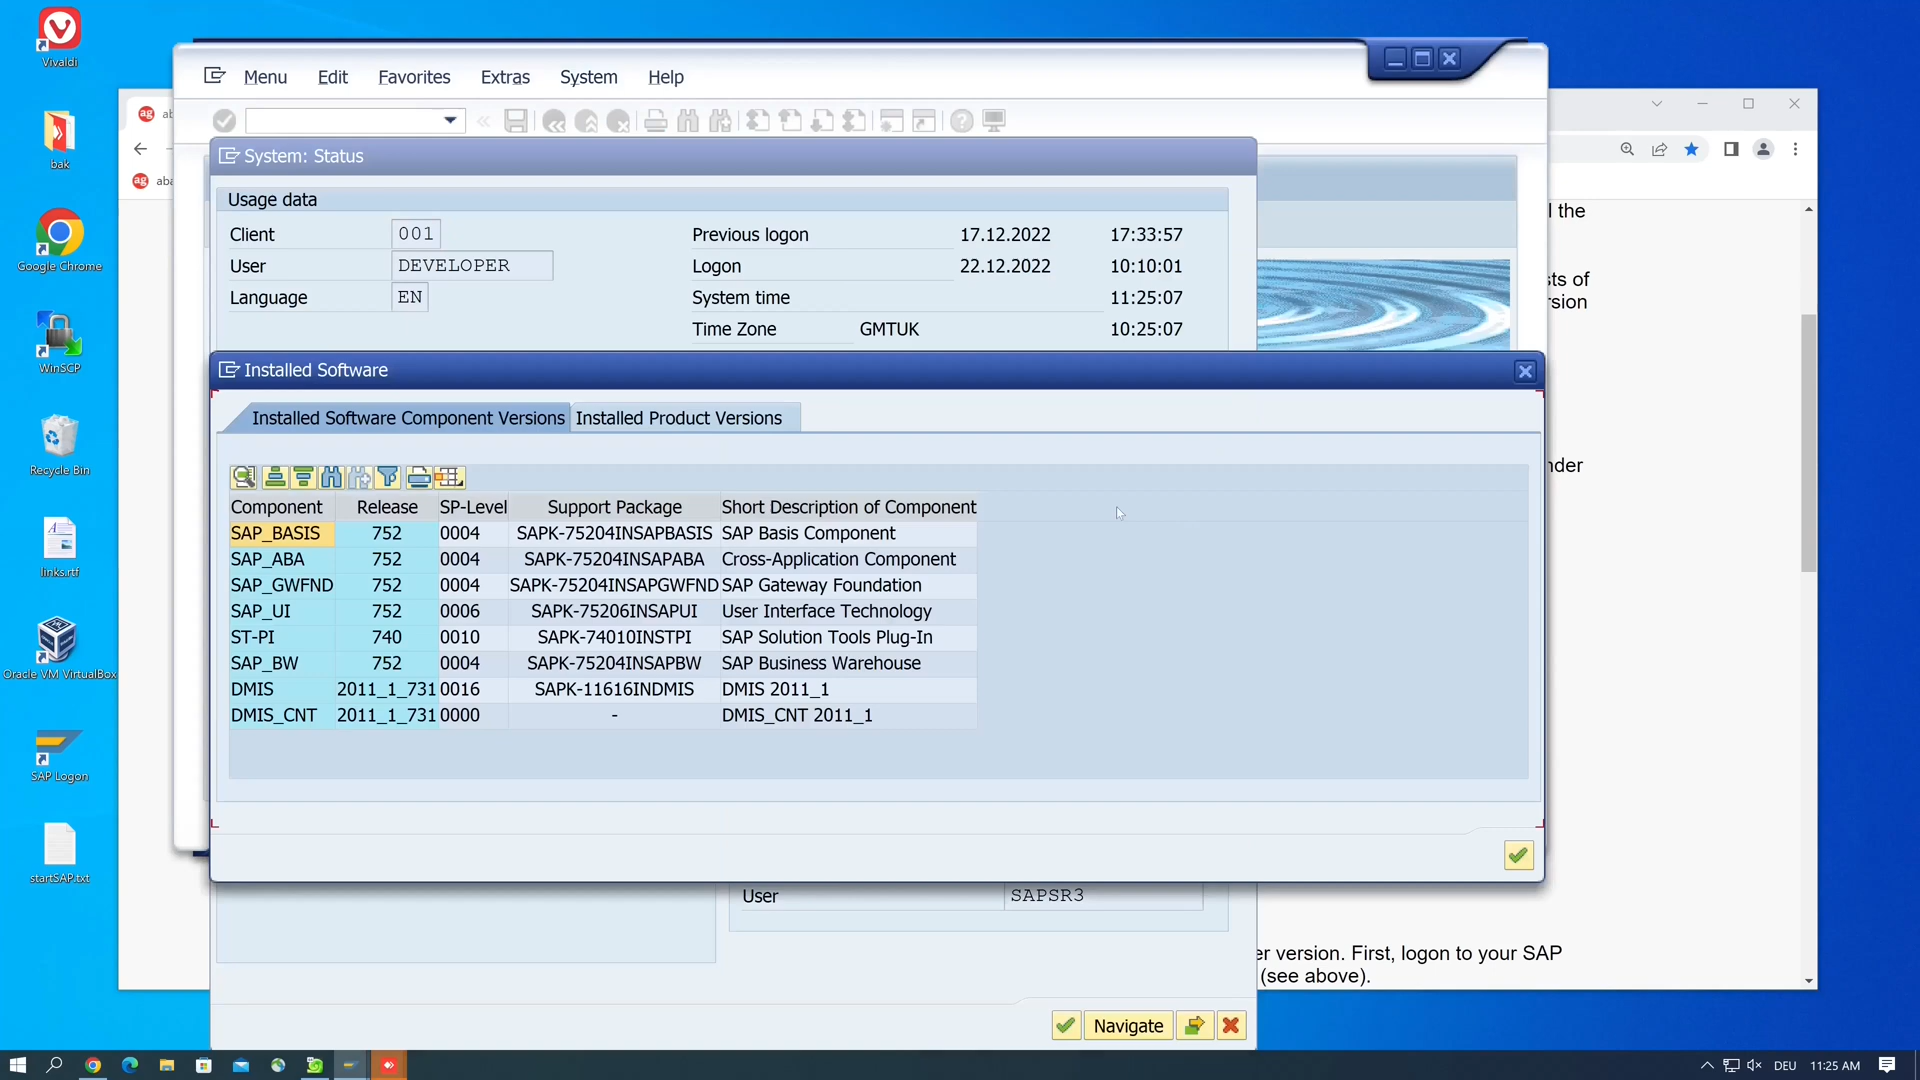 Vivaldi
bak
Google Chrome
WinSCP
Recycle Bin
links.rtf
Oracle VM VirtualBox
SAP Logon
startSAP.txt
Menu Edit Favorites Extras System Help
ag
ag aba
System: Status
Usage data
Client 001 Previous logon 17.12.2022 17:33:57
User DEVELOPER Logon 22.12.2022 10:10:01
Language EN System time 11:25:07
Time Zone GMTUK 10:25:07
l the
sts of
Installed Software
Installed Software Component Versions Installed Product Versions
Component Release SP-Level Support Package Short Description of Component
SAP_BASIS 752 0004 SAPK-75204INSAPBASIS SAP Basis Component
SAP_ABA 752 0004 SAPK-75204INSAPABA Cross-Application Component
SAP_GWFND 752 0004 SAPK-75204INSAPGWFND SAP Gateway Foundation
SAP_UI 752 0006 SAPK-75206INSAPUI User Interface Technology
ST-PI 740 0010 SAPK-74010INSTPI SAP Solution Tools Plug-In
SAP_BW 752 0004 SAPK-75204INSAPBW SAP Business Warehouse
DMIS 2011_1_731 0016 SAPK-11616INDMIS DMIS 2011_1
DMIS_CNT 2011_1_731 0000 - DMIS_CNT 2011_1
User SAPSR3
er version. First, logon to your SAP
(see above).
Navigate
DEU 11:25 AM